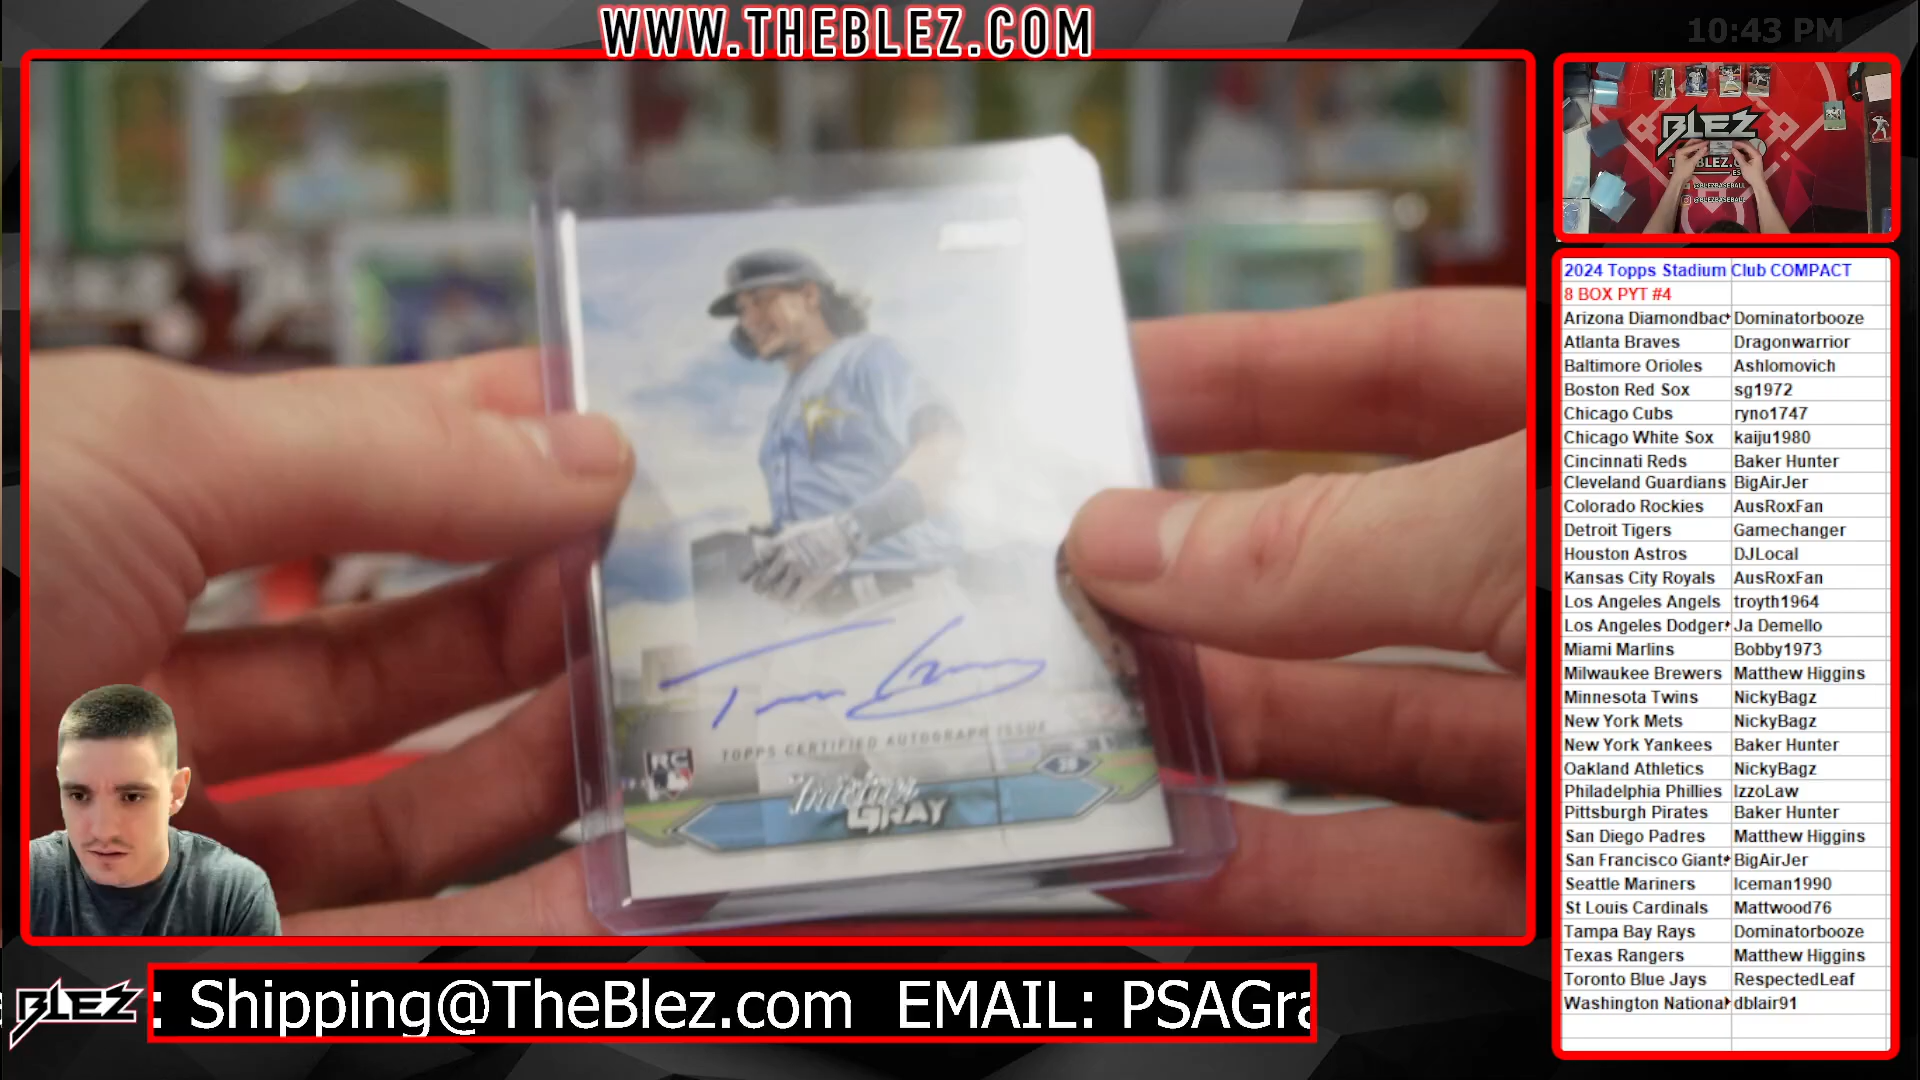 WWW.THEBLEZ.COM
10:43 PM
BLEZ
@BLEZBASEBALL
@BLEZBASEBALL
TOPPS CERTIFIED AUTOGRAPH ISSUE
RC
GRAY
2024 Topps Stadium Club COMPACT
8 BOX PYT #4
Arizona Diamondbac Dominatorbooze
Atlanta Braves Dragonwarrior
Baltimore Orioles Ashlomovich
Boston Red Sox sg1972
Chicago Cubs ryno1747
Chicago White Sox kaiju1980
Cincinnati Reds Baker Hunter
Cleveland Guardians BigAirJer
Colorado Rockies AusRoxFan
Detroit Tigers Gamechanger
Houston Astros DJLocal
Kansas City Royals AusRoxFan
Los Angeles Angels troyth1964
Los Angeles Dodger Ja Demello
Miami Marlins Bobby1973
Milwaukee Brewers Matthew Higgins
Minnesota Twins NickyBagz
New York Mets NickyBagz
New York Yankees Baker Hunter
Oakland Athletics NickyBagz
Philadelphia Phillies IzzoLaw
Pittsburgh Pirates Baker Hunter
San Diego Padres Matthew Higgins
San Francisco Giant BigAirJer
Seattle Mariners Iceman1990
St Louis Cardinals Mattwood76
Tampa Bay Rays Dominatorbooze
Texas Rangers Matthew Higgins
Toronto Blue Jays RespectedLeaf
Washington Nationa dblair91
BLEZ
: Shipping@TheBlez.com EMAIL: PSAGra